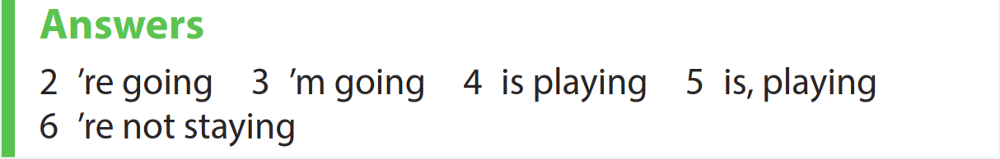 Answers
2 ’re going 3 ’m going 4 is playing 5 is, playing
6 ’re not staying